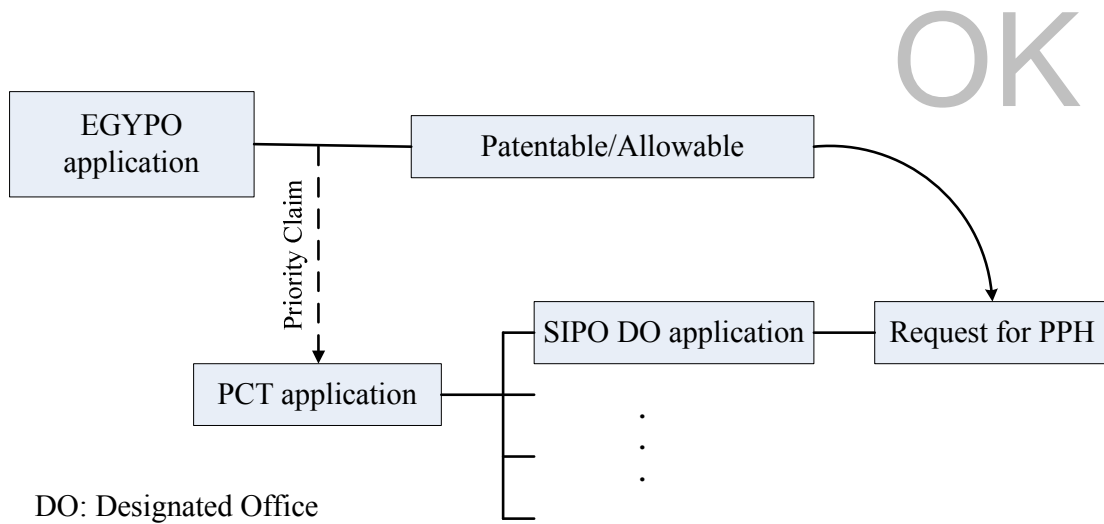 OK
EGYPO
application
Patentable/Allowable
Priority Claim
SIPO DO application
Request for PPH
PCT application
DO: Designated Office